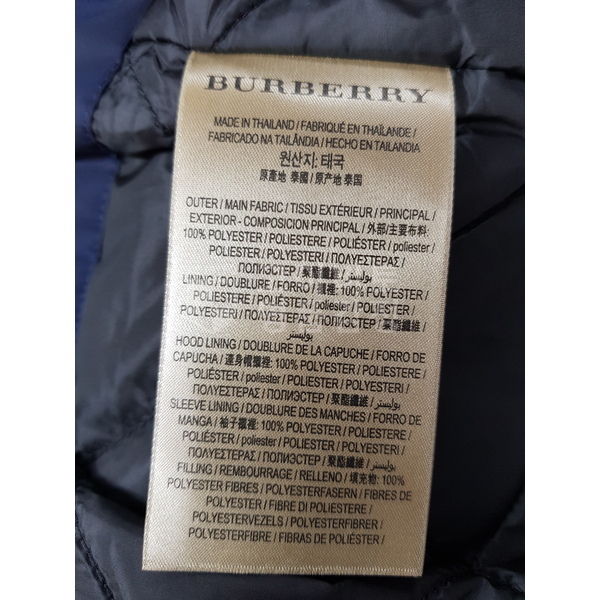 BURBERRY
MADE IN THAILAND / FABRIQUÉ EN THAÏLANDE /
FABRICADO NA TAILÂNDIA / HECHO EN TAILANDIA
원산지: 태국
原產地 泰國 / 原产地 泰国
OUTER / MAIN FABRIC / TISSU EXTÉRIEUR / PRINCIPAL /
EXTERIOR - COMPOSICIÓN PRINCIPAL / 外部/主要布料:
100% POLYESTER / POLIESTERE / POLIÉSTER / poliester /
POLYESTER / POLYESTERI / ΠΟΛΥΕΣΤΕΡΑΣ /
ПОЛИЭСТЕР / 聚酯纖維 / بوليستر
LINING / DOUBLURE / FORRO / 襯裡: 100% POLYESTER /
POLIESTERE / POLIÉSTER / poliester / POLYESTER /
POLYESTERI / ΠΟΛΥΕΣΤΕΡΑΣ / ПОЛИЭСТЕР / 聚酯纖維 /
بوليستر
HOOD LINING / DOUBLURE DE LA CAPUCHE / FORRO DE
CAPUCHA / 連身帽襯裡: 100% POLYESTER / POLIESTERE /
POLIÉSTER / poliester / POLYESTER / POLYESTERI /
ΠΟΛΥΕΣΤΕΡΑΣ / ПОЛИЭСТЕР / 聚酯纖維 / بوليستر
SLEEVE LINING / DOUBLURE DES MANCHES / FORRO DE
MANGA / 袖子襯裡: 100% POLYESTER / POLIESTERE /
POLIÉSTER / poliester / POLYESTER / POLYESTERI /
ΠΟΛΥΕΣΤΕΡΑΣ / ПОЛИЭСТЕР / 聚酯纖維 / بوليستر
FILLING / REMBOURRAGE / RELLENO / 填充物: 100%
POLYESTER FIBRES / POLYESTERFASERN / FIBRES DE
POLYESTER / FIBRE DI POLIESTERE /
POLYESTERVEZELS / POLYESTERFIBRER /
POLYESTERFIBRE / FIBRAS DE POLIÉSTER /